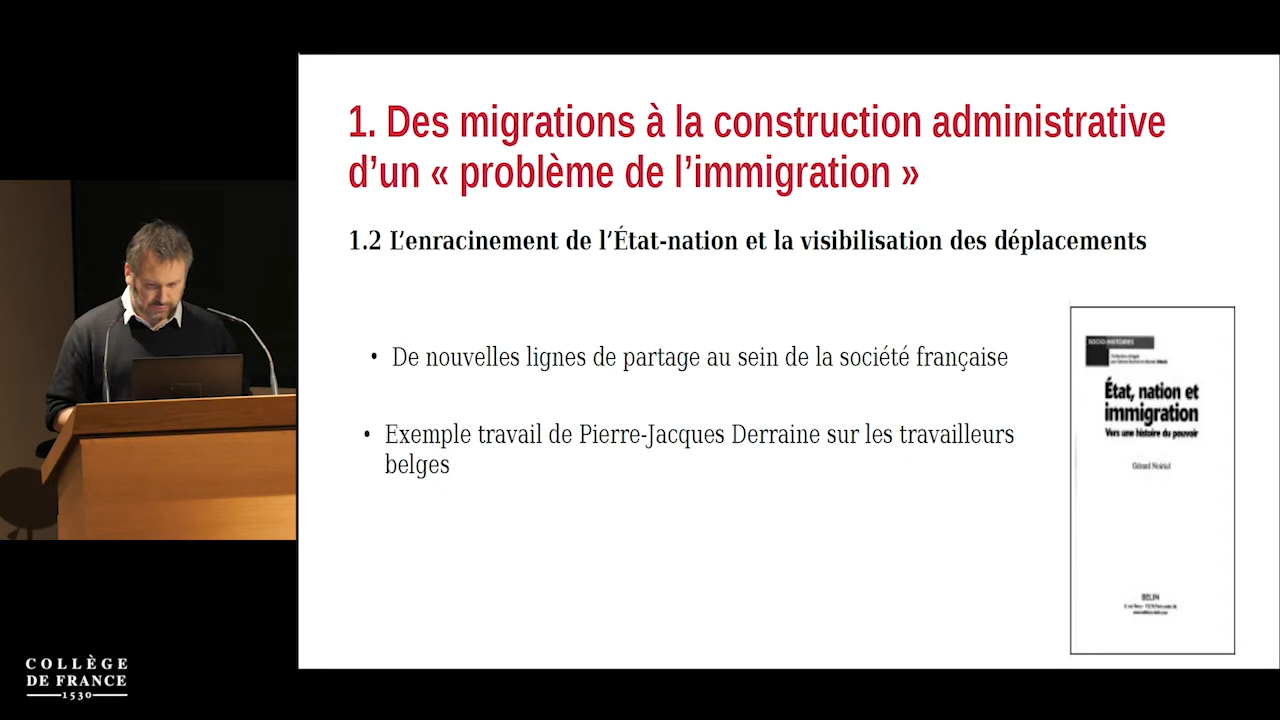 1. Des migrations à la construction administrative
d’un « problème de l’immigration »
1.2 L’enracinement de l’État-nation et la visibilisation des déplacements
• De nouvelles lignes de partage au sein de la société française
• Exemple travail de Pierre-Jacques Derraine sur les travailleurs
belges
SOCIO-HISTOIRES
État, nation et
immigration
Vers une histoire du pouvoir
Gérard Noiriel
BELIN
COLLÈGE
DE FRANCE
1530